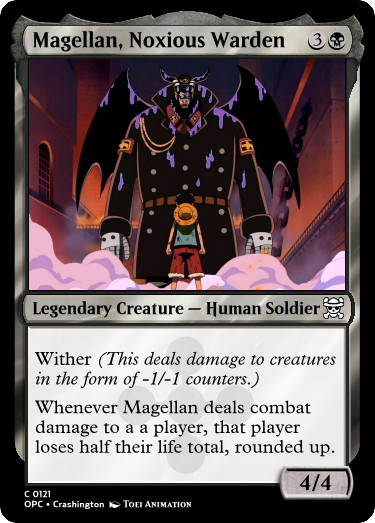 Magellan, Noxious Warden 3
Legendary Creature — Human Soldier
Wither (This deals damage to creatures
in the form of -1/-1 counters.)
Whenever Magellan deals combat
damage to a a player, that player
loses half their life total, rounded up.
4/4
C 0121
OPC • Crashington TOEI ANIMATION